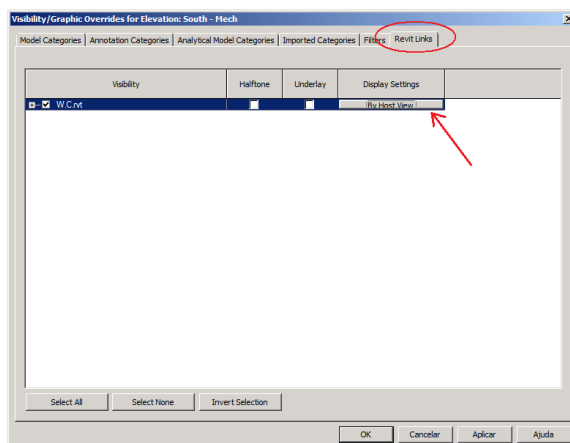 Visibility/Graphic Overrides for Elevation: South - Mech
Model Categories Annotation Categories Analytical Model Categories Imported Categories Filters Revit Links
Visibility Halftone Underlay Display Settings
W.C.rvt By Host View
Select All Select None Invert Selection
OK Cancelar Aplicar Ajuda